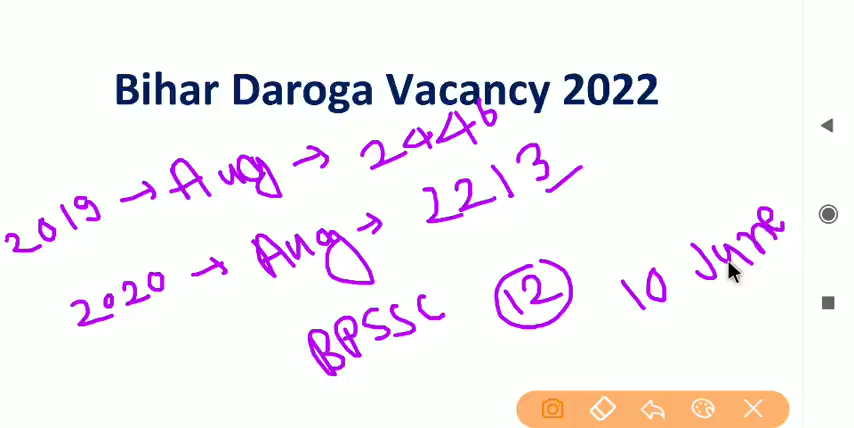 Bihar Daroga Vacancy 2022
2019 → Aug → 2446
2020 → Aug → 2213
BPSSC 12 10 June